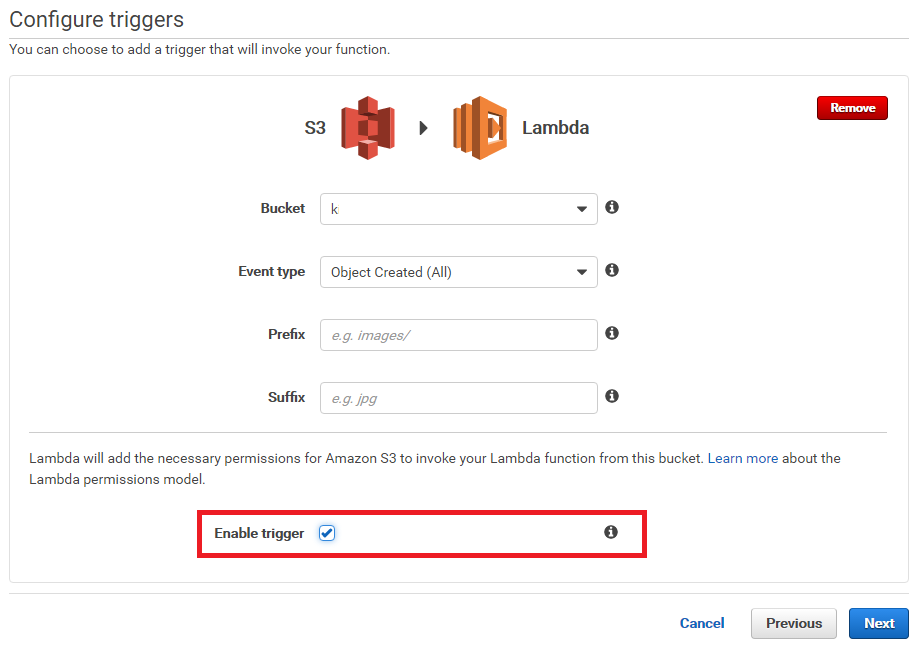 Configure triggers
You can choose to add a trigger that will invoke your function.
Remove
S3 Lambda
Bucket k
Event type Object Created (All)
Prefix e.g. images/
Suffix e.g. jpg
Lambda will add the necessary permissions for Amazon S3 to invoke your Lambda function from this bucket. Learn more about the
Lambda permissions model.
Enable trigger
Cancel Previous Next